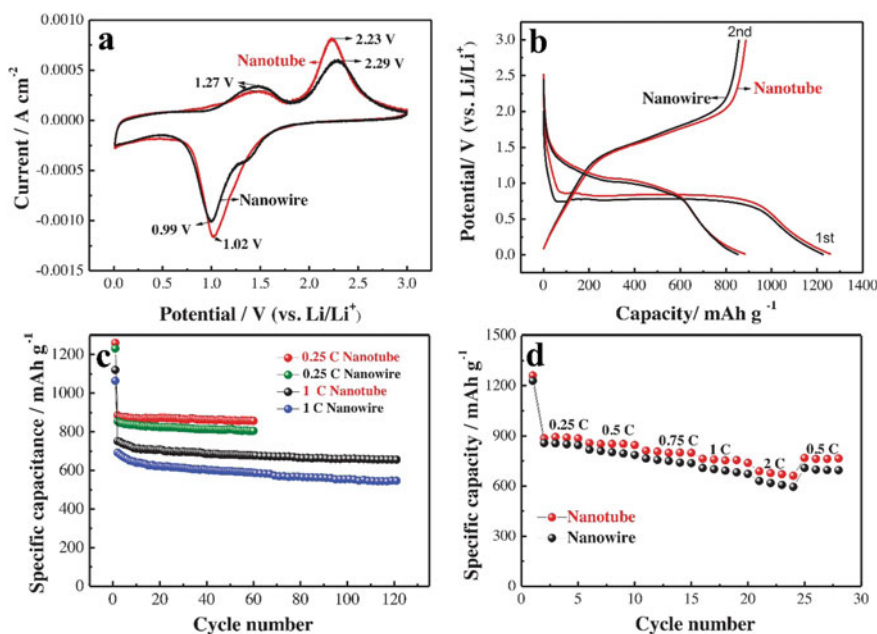 a
2.23 V
Nanotube
2.29 V
1.27 V
Nanowire
0.99 V
1.02 V
0.0010
0.0005
0.0000
-0.0005
-0.0010
-0.0015
Current / A cm⁻²
0.0 0.5 1.0 1.5 2.0 2.5 3.0
Potential / V (vs. Li/Li⁺)
b
2nd
Nanowire
Nanotube
1st
3.0
2.5
2.0
1.5
1.0
0.5
0.0
Potential/ V (vs. Li/Li⁺)
0 200 400 600 800 1000 1200 1400
Capacity/ mAh g ⁻¹
c
0.25 C Nanotube
0.25 C Nanowire
1 C Nanotube
1 C Nanowire
1200
1000
800
600
400
200
0
Specific capacitance / mAh g⁻¹
0 20 40 60 80 100 120
Cycle number
d
0.25 C
0.5 C
0.75 C
1 C
2 C
0.5 C
Nanotube
Nanowire
1500
1200
900
600
300
0
Specific capacity / mAh g⁻¹
0 5 10 15 20 25 30
Cycle number